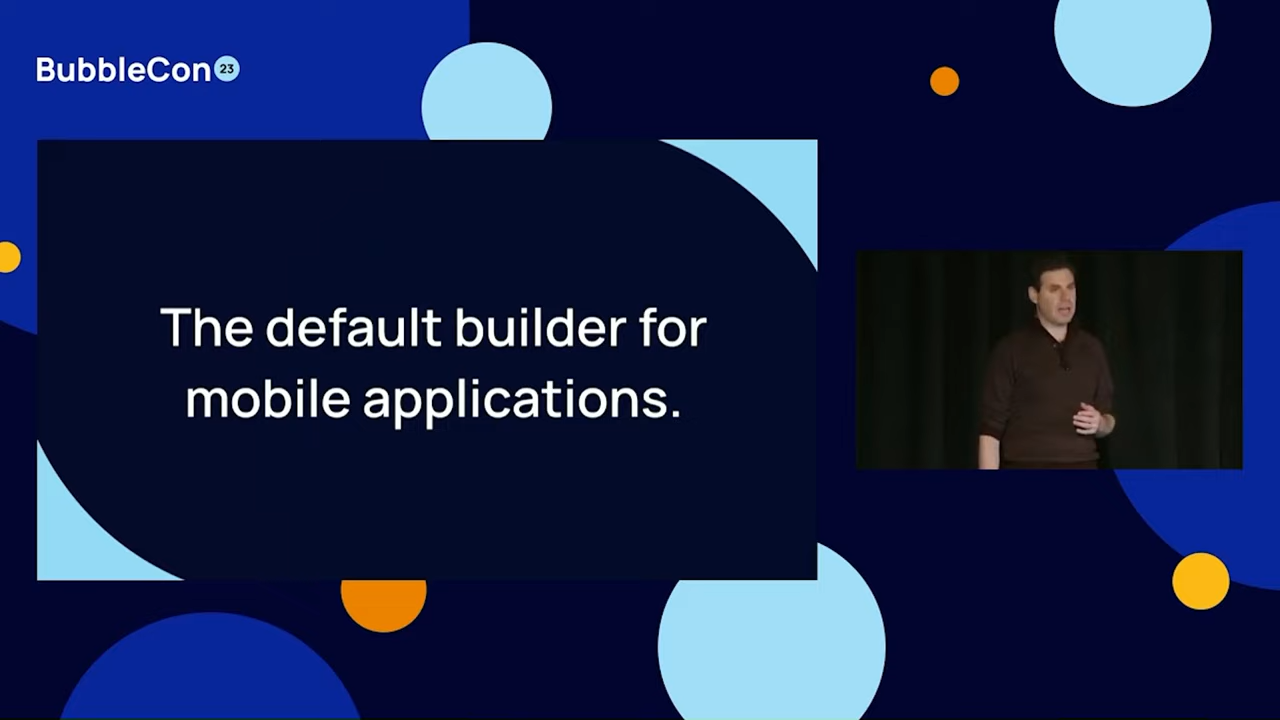 BubbleCon 23
The default builder for
mobile applications.